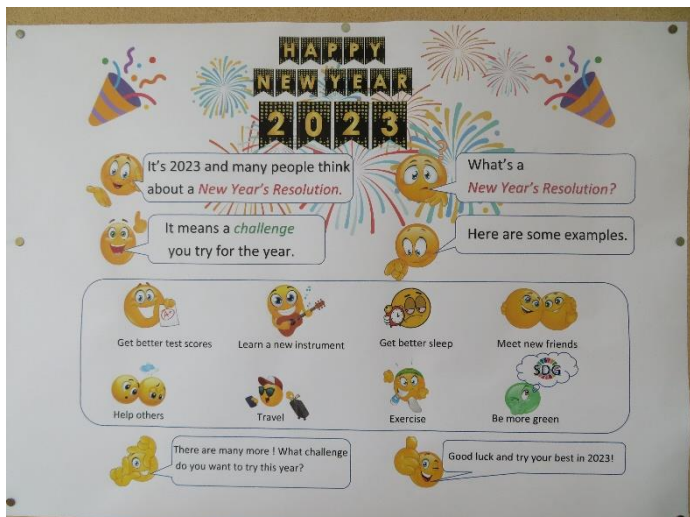 HAPPY
NEW YEAR
2023
It's 2023 and many people think
about a New Year's Resolution.
What's a
New Year's Resolution?
It means a challenge
you try for the year.
Here are some examples.
A+
Get better test scores
Learn a new instrument
Get better sleep
Meet new friends
SDG
Help others
Travel
Exercise
Be more green
There are many more ! What challenge
do you want to try this year?
Good luck and try your best in 2023!